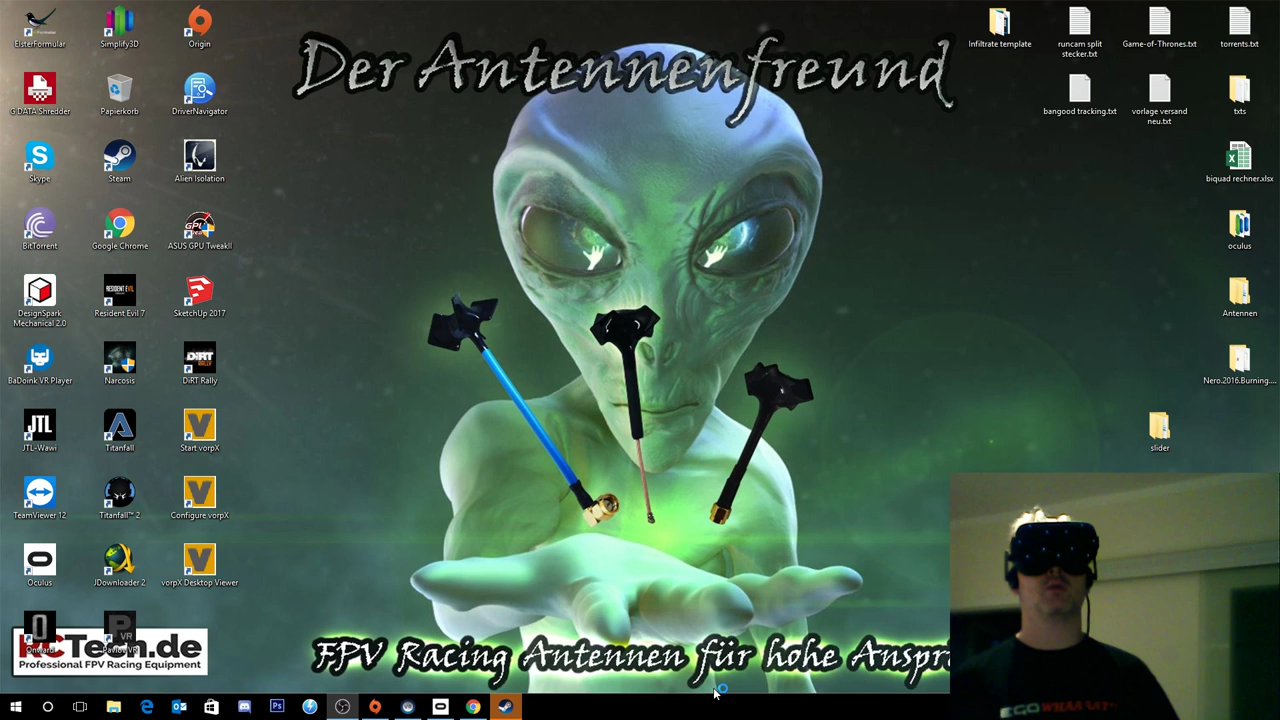 Der Antennenfreund
ElsterFormular
Simplify3D
Origin
G DATA Shredder
Papierkorb
DriverNavigator
Skype
Steam
Alien Isolation
BitTorrent
Google Chrome
ASUS GPU TweakII
DesignSpark
Mechanical 2.0
Resident Evil 7
SketchUp 2017
BaDoink VR Player
Narcosis
DiRT Rally
JTL-Wawi
Titanfall
Start vorpX
TeamViewer 12
Titanfall™ 2
Configure vorpX
Oculus
JDownloader 2
vorpX Desktop Viewer
Professional FPV Racing Equipment
Infiltrate template
runcam split
stecker.txt
Game-of-Thrones.txt
torrents.txt
bangood tracking.txt
vorlage versand
neu.txt
txts
biquad rechner.xlsx
oculus
Antennen
Nero.2016.Burning....
slider
FPV Racing Antennen für hohe